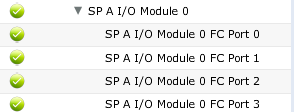 SP A I/O Module 0
SP A I/O Module 0 FC Port 0
SP A I/O Module 0 FC Port 1
SP A I/O Module 0 FC Port 2
SP A I/O Module 0 FC Port 3